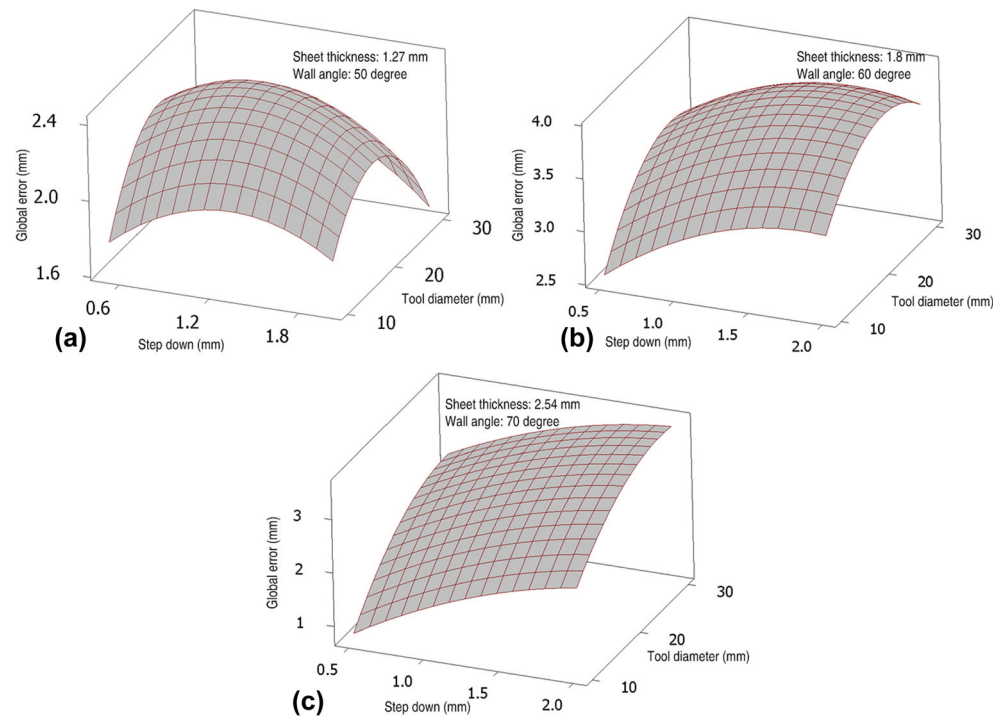 Sheet thickness: 1.27 mm
Wall angle: 50 degree
2.4
2.0
1.6
Global error (mm)
0.6
1.2
1.8
Step down (mm)
10
20
30
Tool diameter (mm)
(a)
Sheet thickness: 1.8 mm
Wall angle: 60 degree
4.0
3.5
3.0
2.5
Global error (mm)
0.5
1.0
1.5
2.0
Step down (mm)
10
20
30
Tool diameter (mm)
(b)
Sheet thickness: 2.54 mm
Wall angle: 70 degree
3
2
1
Global error (mm)
0.5
1.0
1.5
2.0
Step down (mm)
10
20
30
Tool diameter (mm)
(c)